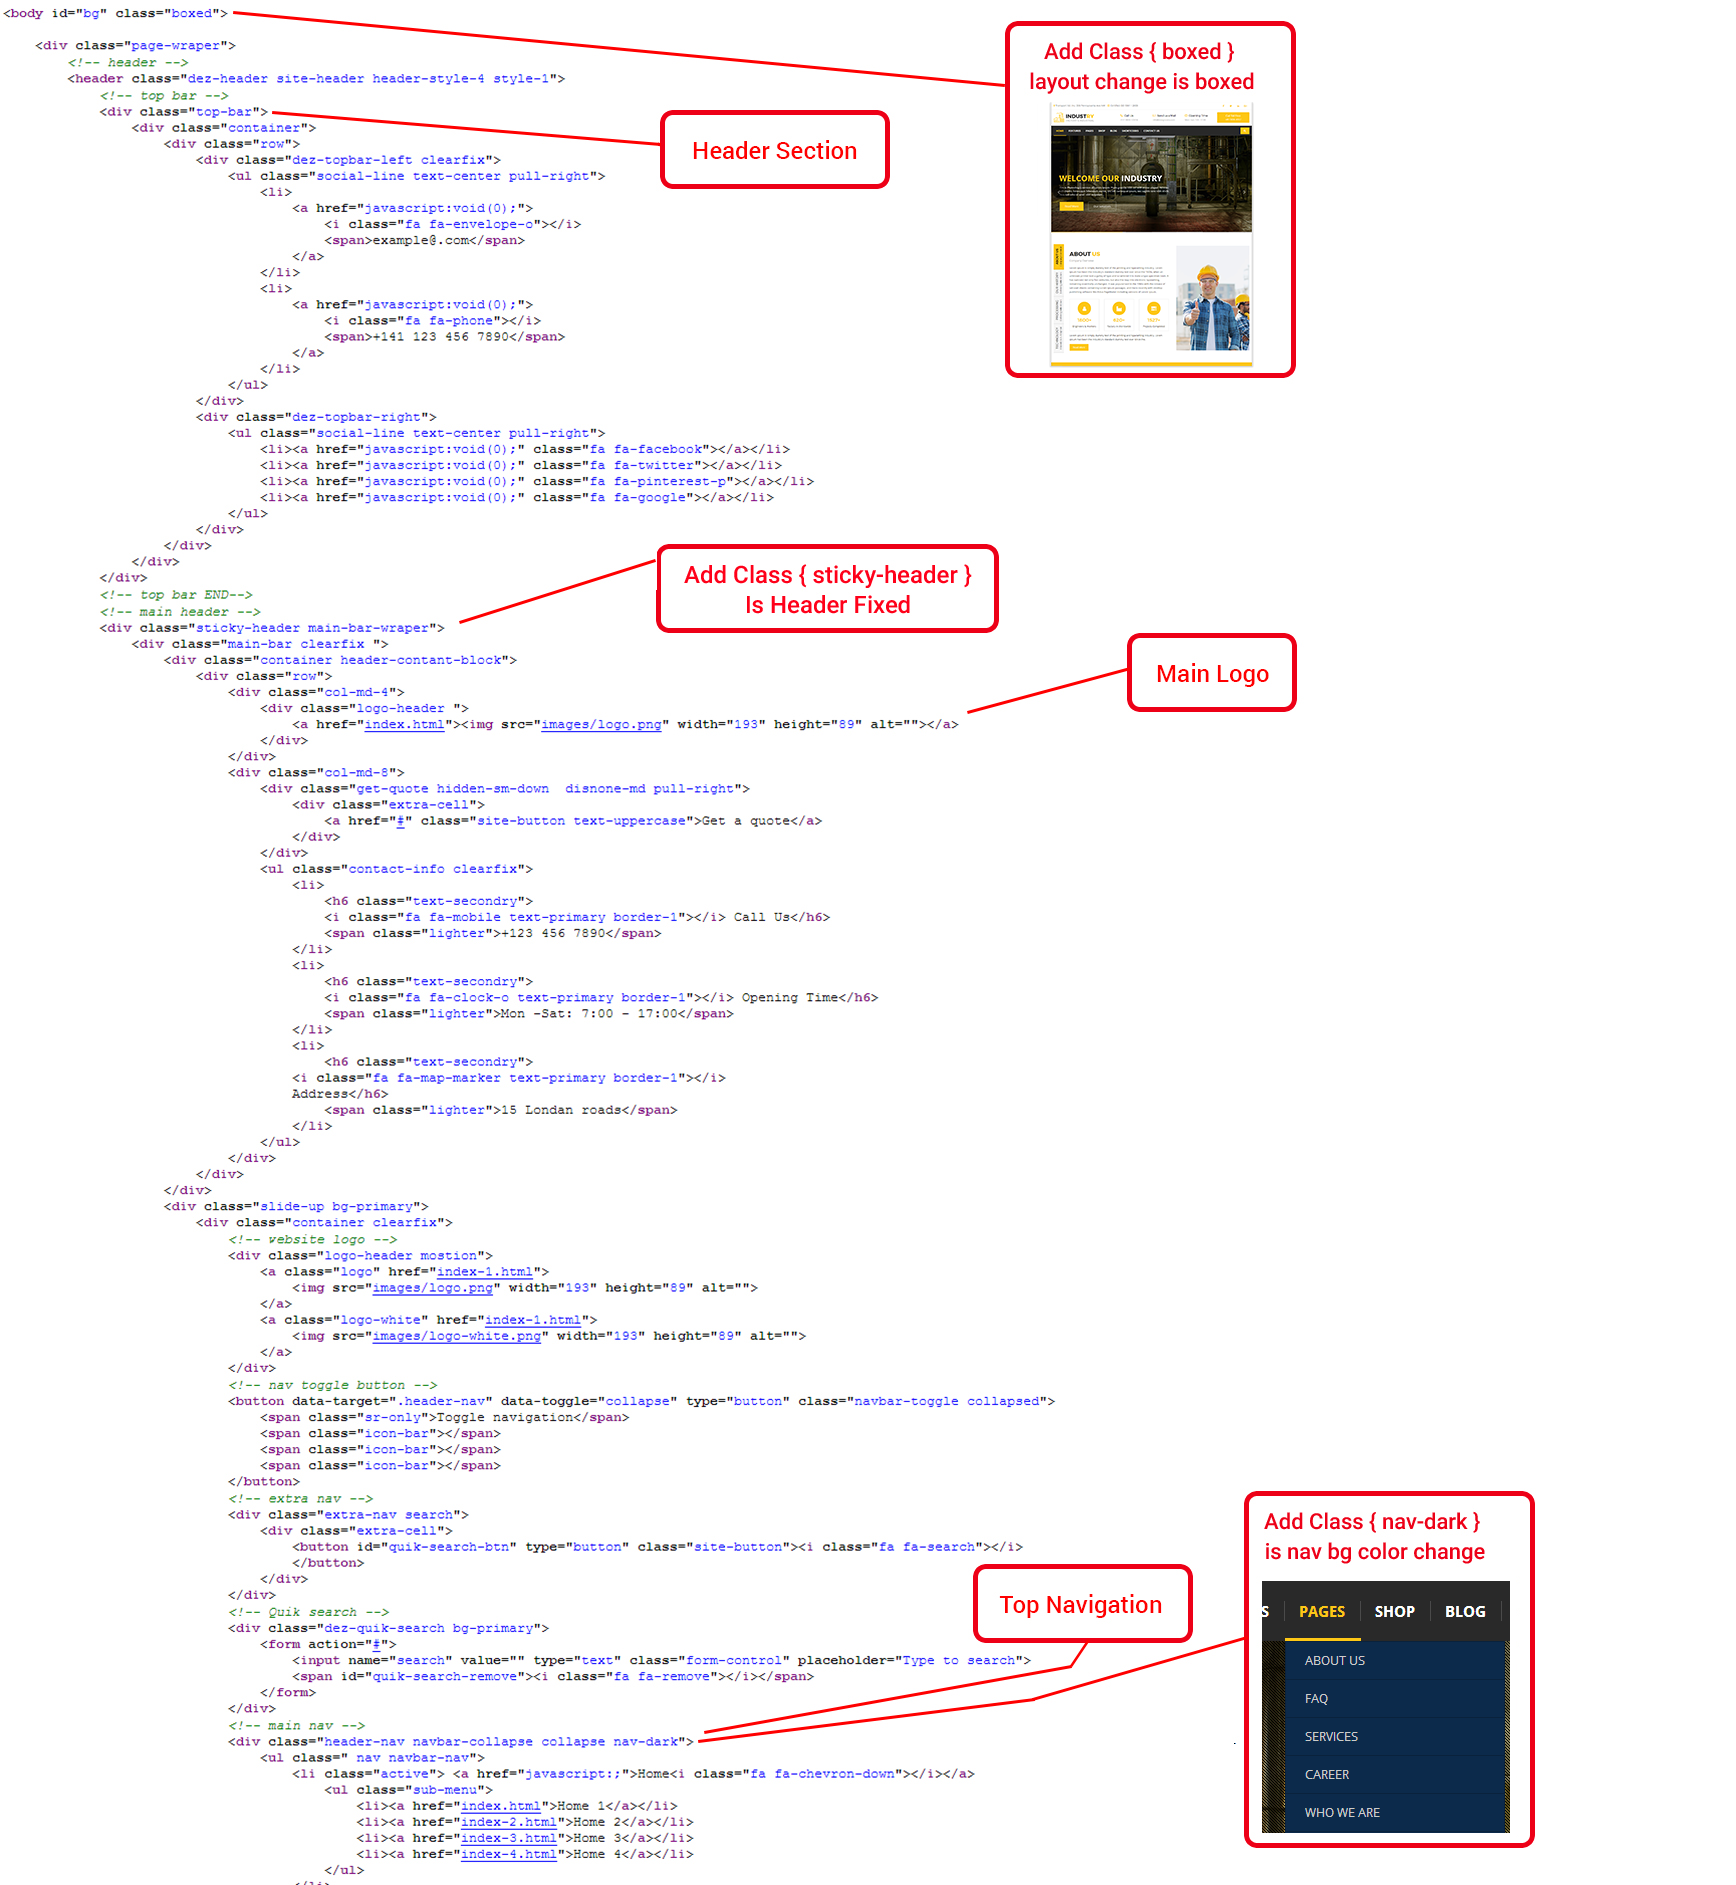 <body id="bg" class="boxed">
<div class="page-wraper">
<!-- header -->
<header class="dez-header site-header header-style-4 style-1">
<!-- top bar -->
<div class="top-bar">
<div class="container">
<div class="row">
<div class="dez-topbar-left clearfix">
<ul class="social-line text-center pull-right">
<li>
<a href="javascript:void(0);">
<i class="fa fa-envelope-o"></i>
<span>example@.com</span>
</a>
</li>
<li>
<a href="javascript:void(0);">
<i class="fa fa-phone"></i>
<span>+141 123 456 7890</span>
</a>
</li>
</ul>
</div>
<div class="dez-topbar-right">
<ul class="social-line text-center pull-right">
<li><a href="javascript:void(0);" class="fa fa-facebook"></a></li>
<li><a href="javascript:void(0);" class="fa fa-twitter"></a></li>
<li><a href="javascript:void(0);" class="fa fa-pinterest-p"></a></li>
<li><a href="javascript:void(0);" class="fa fa-google"></a></li>
</ul>
</div>
</div>
</div>
</div>
<!-- top bar END-->
<!-- main header -->
<div class="sticky-header main-bar-wraper">
<div class="main-bar clearfix ">
<div class="container header-contant-block">
<div class="row">
<div class="col-md-4">
<div class="logo-header ">
<a href="index.html"><img src="images/logo.png" width="193" height="89" alt=""></a>
</div>
</div>
<div class="col-md-8">
<div class="get-quote hidden-sm-down  disnone-md pull-right">
<div class="extra-cell">
<a href="#" class="site-button text-uppercase">Get a quote</a>
</div>
</div>
<ul class="contact-info clearfix">
<li>
<h6 class="text-secondry">
<i class="fa fa-mobile text-primary border-1"></i> Call Us</h6>
<span class="lighter">+123 456 7890</span>
</li>
<li>
<h6 class="text-secondry">
<i class="fa fa-clock-o text-primary border-1"></i> Opening Time</h6>
<span class="lighter">Mon -Sat: 7:00 - 17:00</span>
</li>
<li>
<h6 class="text-secondry">
<i class="fa fa-map-marker text-primary border-1"></i>
Address</h6>
<span class="lighter">15 Londan roads</span>
</li>
</ul>
</div>
</div>
</div>
<div class="slide-up bg-primary">
<div class="container clearfix">
<!-- website logo -->
<div class="logo-header mostion">
<a class="logo" href="index-1.html">
<img src="images/logo.png" width="193" height="89" alt="">
</a>
<a class="logo-white" href="index-1.html">
<img src="images/logo-white.png" width="193" height="89" alt="">
</a>
</div>
<!-- nav toggle button -->
<button data-target=".header-nav" data-toggle="collapse" type="button" class="navbar-toggle collapsed">
<span class="sr-only">Toggle navigation</span>
<span class="icon-bar"></span>
<span class="icon-bar"></span>
<span class="icon-bar"></span>
</button>
<!-- extra nav -->
<div class="extra-nav search">
<div class="extra-cell">
<button id="quik-search-btn" type="button" class="site-button"><i class="fa fa-search"></i>
</button>
</div>
</div>
<!-- Quik search -->
<div class="dez-quik-search bg-primary">
<form action="#">
<input name="search" value="" type="text" class="form-control" placeholder="Type to search">
<span id="quik-search-remove"><i class="fa fa-remove"></i></span>
</form>
</div>
<!-- main nav -->
<div class="header-nav navbar-collapse collapse nav-dark">
<ul class=" nav navbar-nav">
<li class="active"> <a href="javascript:;">Home<i class="fa fa-chevron-down"></i></a>
<ul class="sub-menu">
<li><a href="index.html">Home 1</a></li>
<li><a href="index-2.html">Home 2</a></li>
<li><a href="index-3.html">Home 3</a></li>
<li><a href="index-4.html">Home 4</a></li>
</ul>
Add Class { boxed }
layout change is boxed
INDUSTRY
WELCOME OUR INDUSTRY
ABOUT US
Header Section
Add Class { sticky-header }
Is Header Fixed
Main Logo
Top Navigation
Add Class { nav-dark }
is nav bg color change
S PAGES SHOP BLOG
ABOUT US
FAQ
SERVICES
CAREER
WHO WE ARE